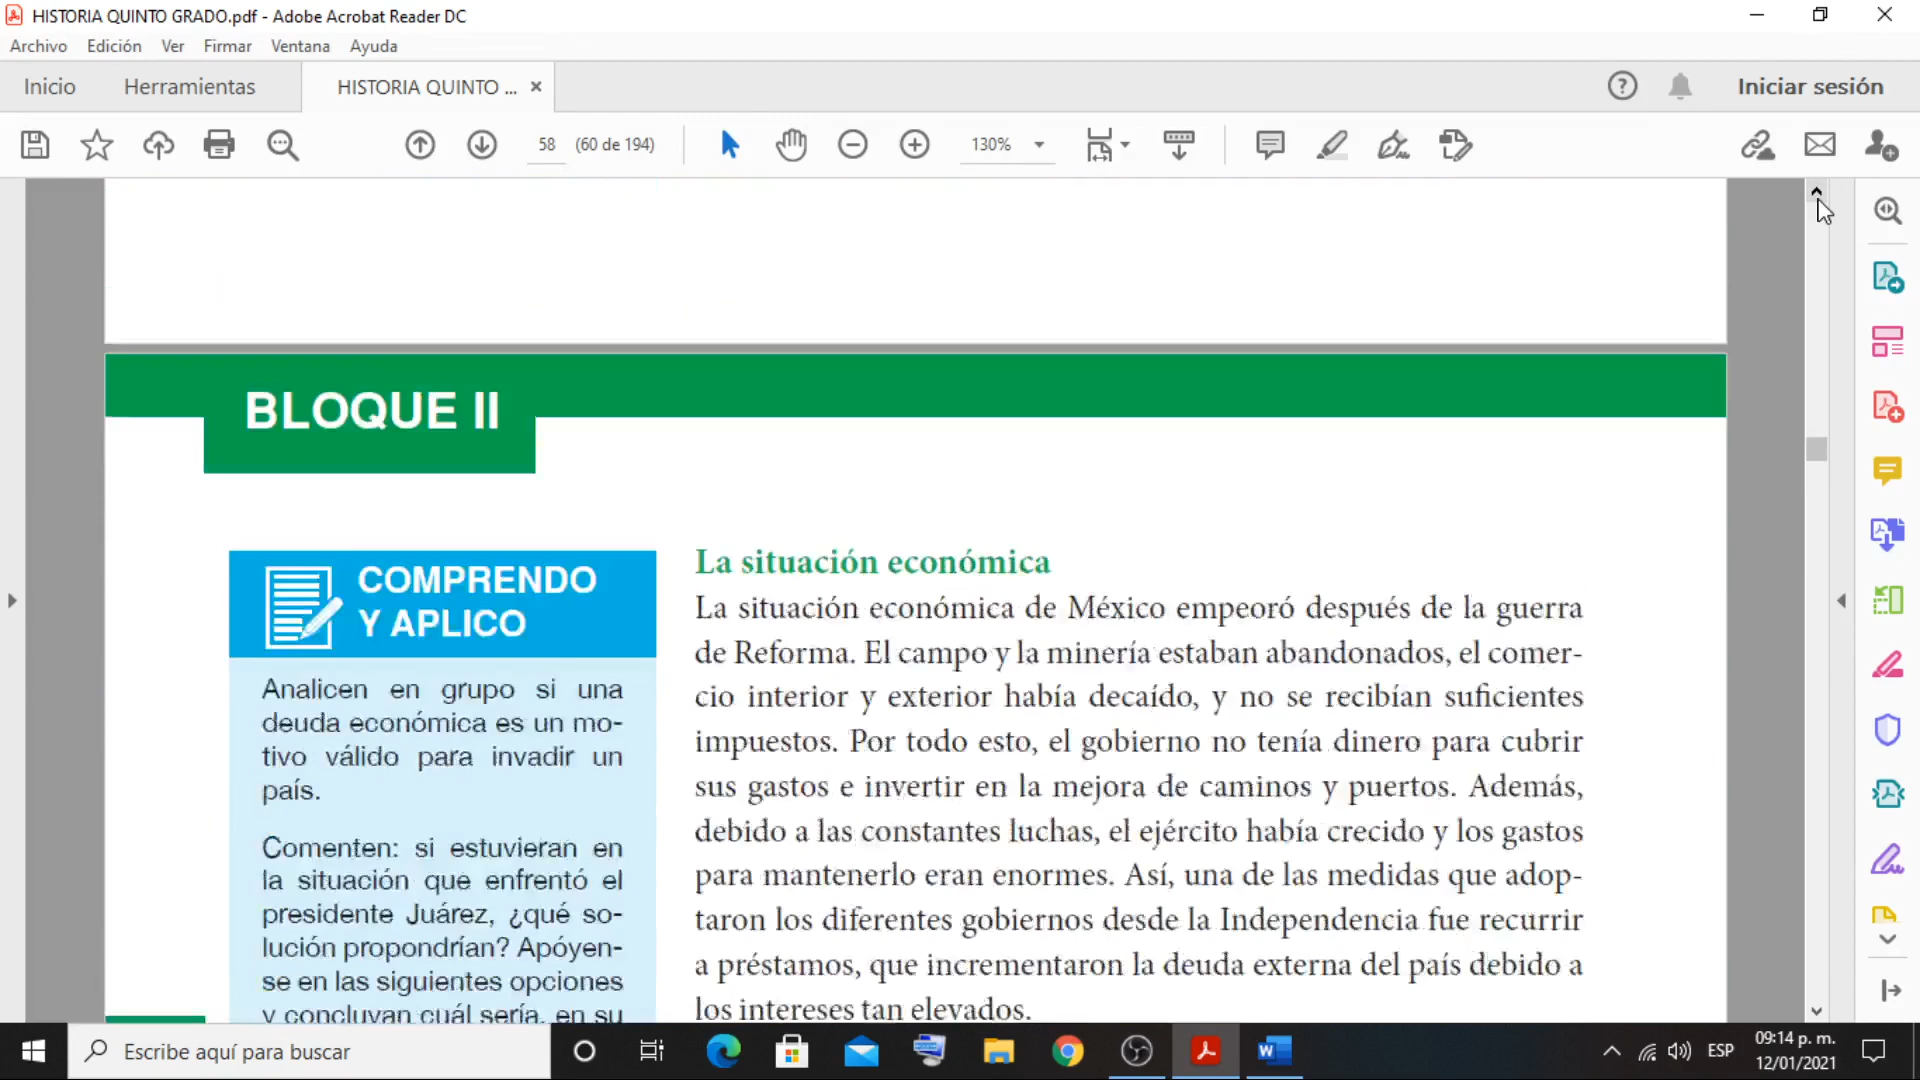 HISTORIA QUINTO GRADO.pdf - Adobe Acrobat Reader DC
Archivo Edición Ver Firmar Ventana Ayuda
Inicio Herramientas HISTORIA QUINTO ... × Iniciar sesión
58 (60 de 194) 130%
BLOQUE II
COMPRENDO
Y APLICO
Analicen en grupo si una
deuda económica es un mo-
tivo válido para invadir un
país.
Comenten: si estuvieran en
la situación que enfrentó el
presidente Juárez, ¿qué so-
lución propondrían? Apóyen-
se en las siguientes opciones
y concluyan cuál sería, en su
La situación económica
La situación económica de México empeoró después de la guerra
de Reforma. El campo y la minería estaban abandonados, el comer-
cio interior y exterior había decaído, y no se recibían suficientes
impuestos. Por todo esto, el gobierno no tenía dinero para cubrir
sus gastos e invertir en la mejora de caminos y puertos. Además,
debido a las constantes luchas, el ejército había crecido y los gastos
para mantenerlo eran enormes. Así, una de las medidas que adop-
taron los diferentes gobiernos desde la Independencia fue recurrir
a préstamos, que incrementaron la deuda externa del país debido a
los intereses tan elevados.
Escribe aquí para buscar
ESP
09:14 p. m.
12/01/2021